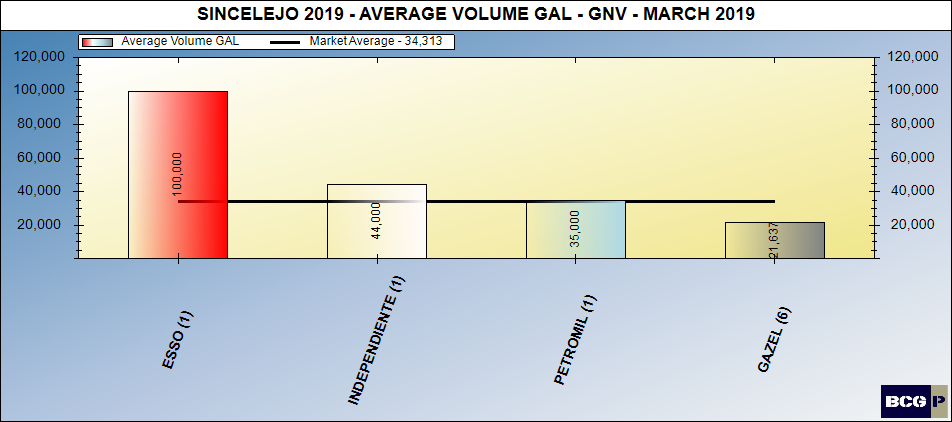 SINCELEJO 2019 - AVERAGE VOLUME GAL - GNV - MARCH 2019
Average Volume GAL Market Average - 34,313
120,000 120,000
100,000 100,000
80,000 80,000
60,000 60,000
40,000 40,000
20,000 20,000
100,000
44,000
35,000
21,637
ESSO (1)
INDEPENDIENTE (1)
PETROMIL (1)
GAZEL (6)
BCG P